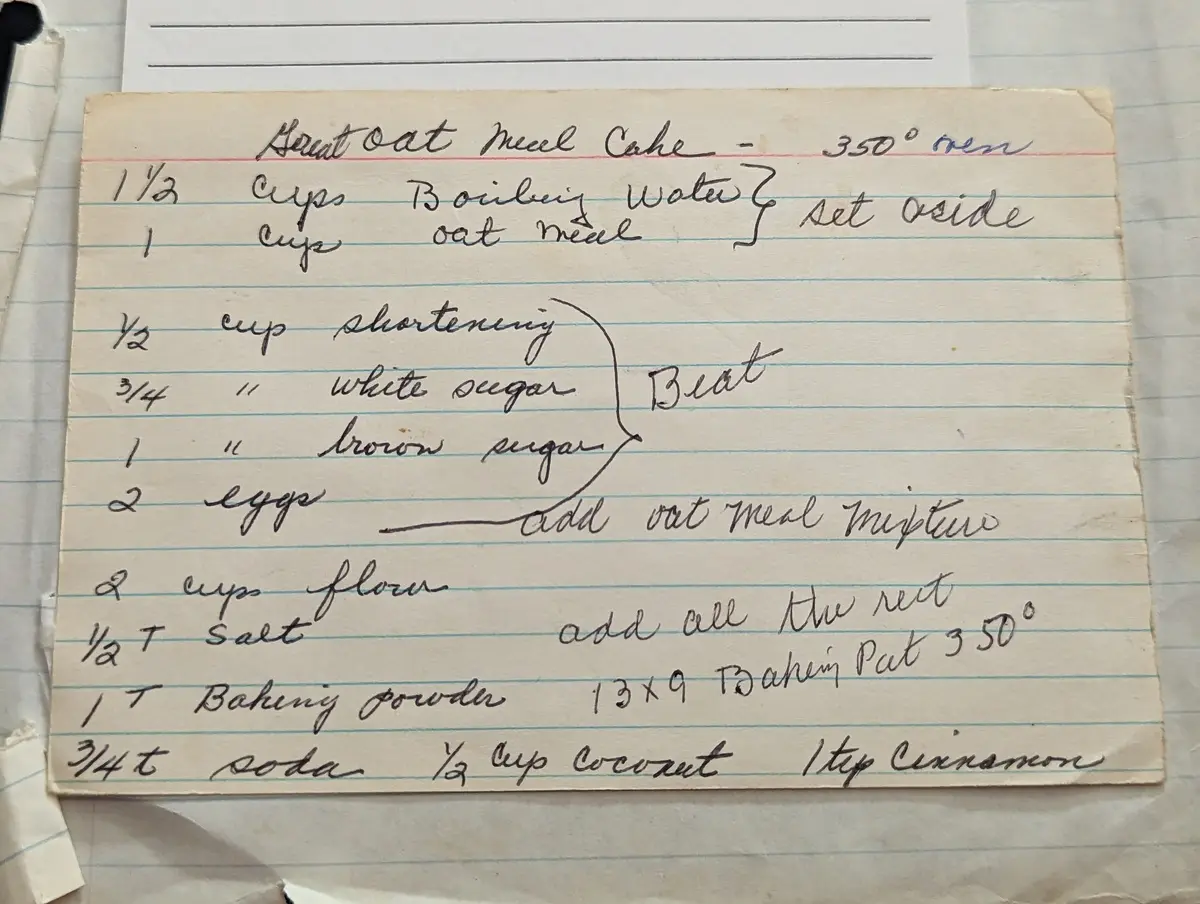 Great oat Meal Cake - 350° oven
1 1/2 cups Boiling Water } set aside
1 cup oat Meal
1/2 cup shortening
3/4 " white sugar Beat
1 " brown sugar
2 eggs
add oat Meal Mixture
2 cups flour
1/2 T Salt add all the rest
1 T Baking powder 13 x 9 Baking Pat 350°
3/4 t soda 1/2 Cup Coconut 1 tsp Cinnamon